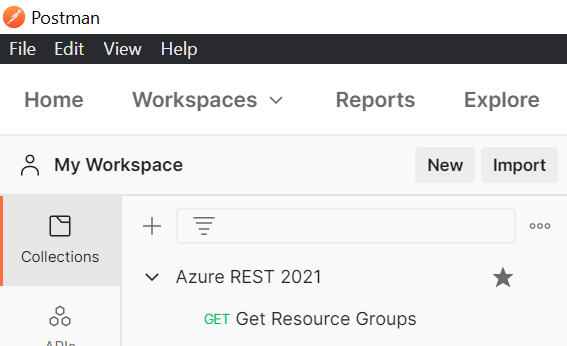 Postman
File Edit View Help
Home Workspaces Reports Explore
My Workspace New Import
Collections
Azure REST 2021
GET Get Resource Groups
APIs